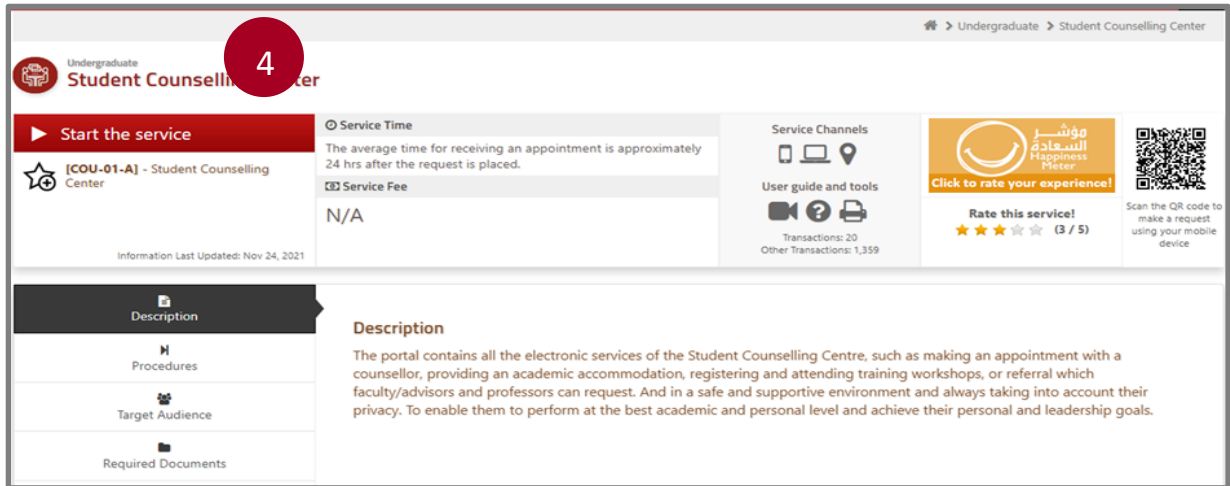 Undergraduate > Student Counselling Center
Undergraduate
Student Counselli ter
4
Start the service
[COU-01-A] - Student Counselling
Center
Information Last Updated: Nov 24, 2021
Service Time
The average time for receiving an appointment is approximately
24 hrs after the request is placed.
Service Fee
N/A
Service Channels
User guide and tools
Transactions: 20
Other Transactions: 1,359
مؤشر
السعادة
Happiness
Meter
Click to rate your experience!
Rate this service!
(3 / 5)
Scan the QR code to
make a request
using your mobile
device
Description
Procedures
Target Audience
Required Documents
Description
The portal contains all the electronic services of the Student Counselling Centre, such as making an appointment with a
counsellor, providing an academic accommodation, registering and attending training workshops, or referral which
faculty/advisors and professors can request. And in a safe and supportive environment and always taking into account their
privacy. To enable them to perform at the best academic and personal level and achieve their personal and leadership goals.